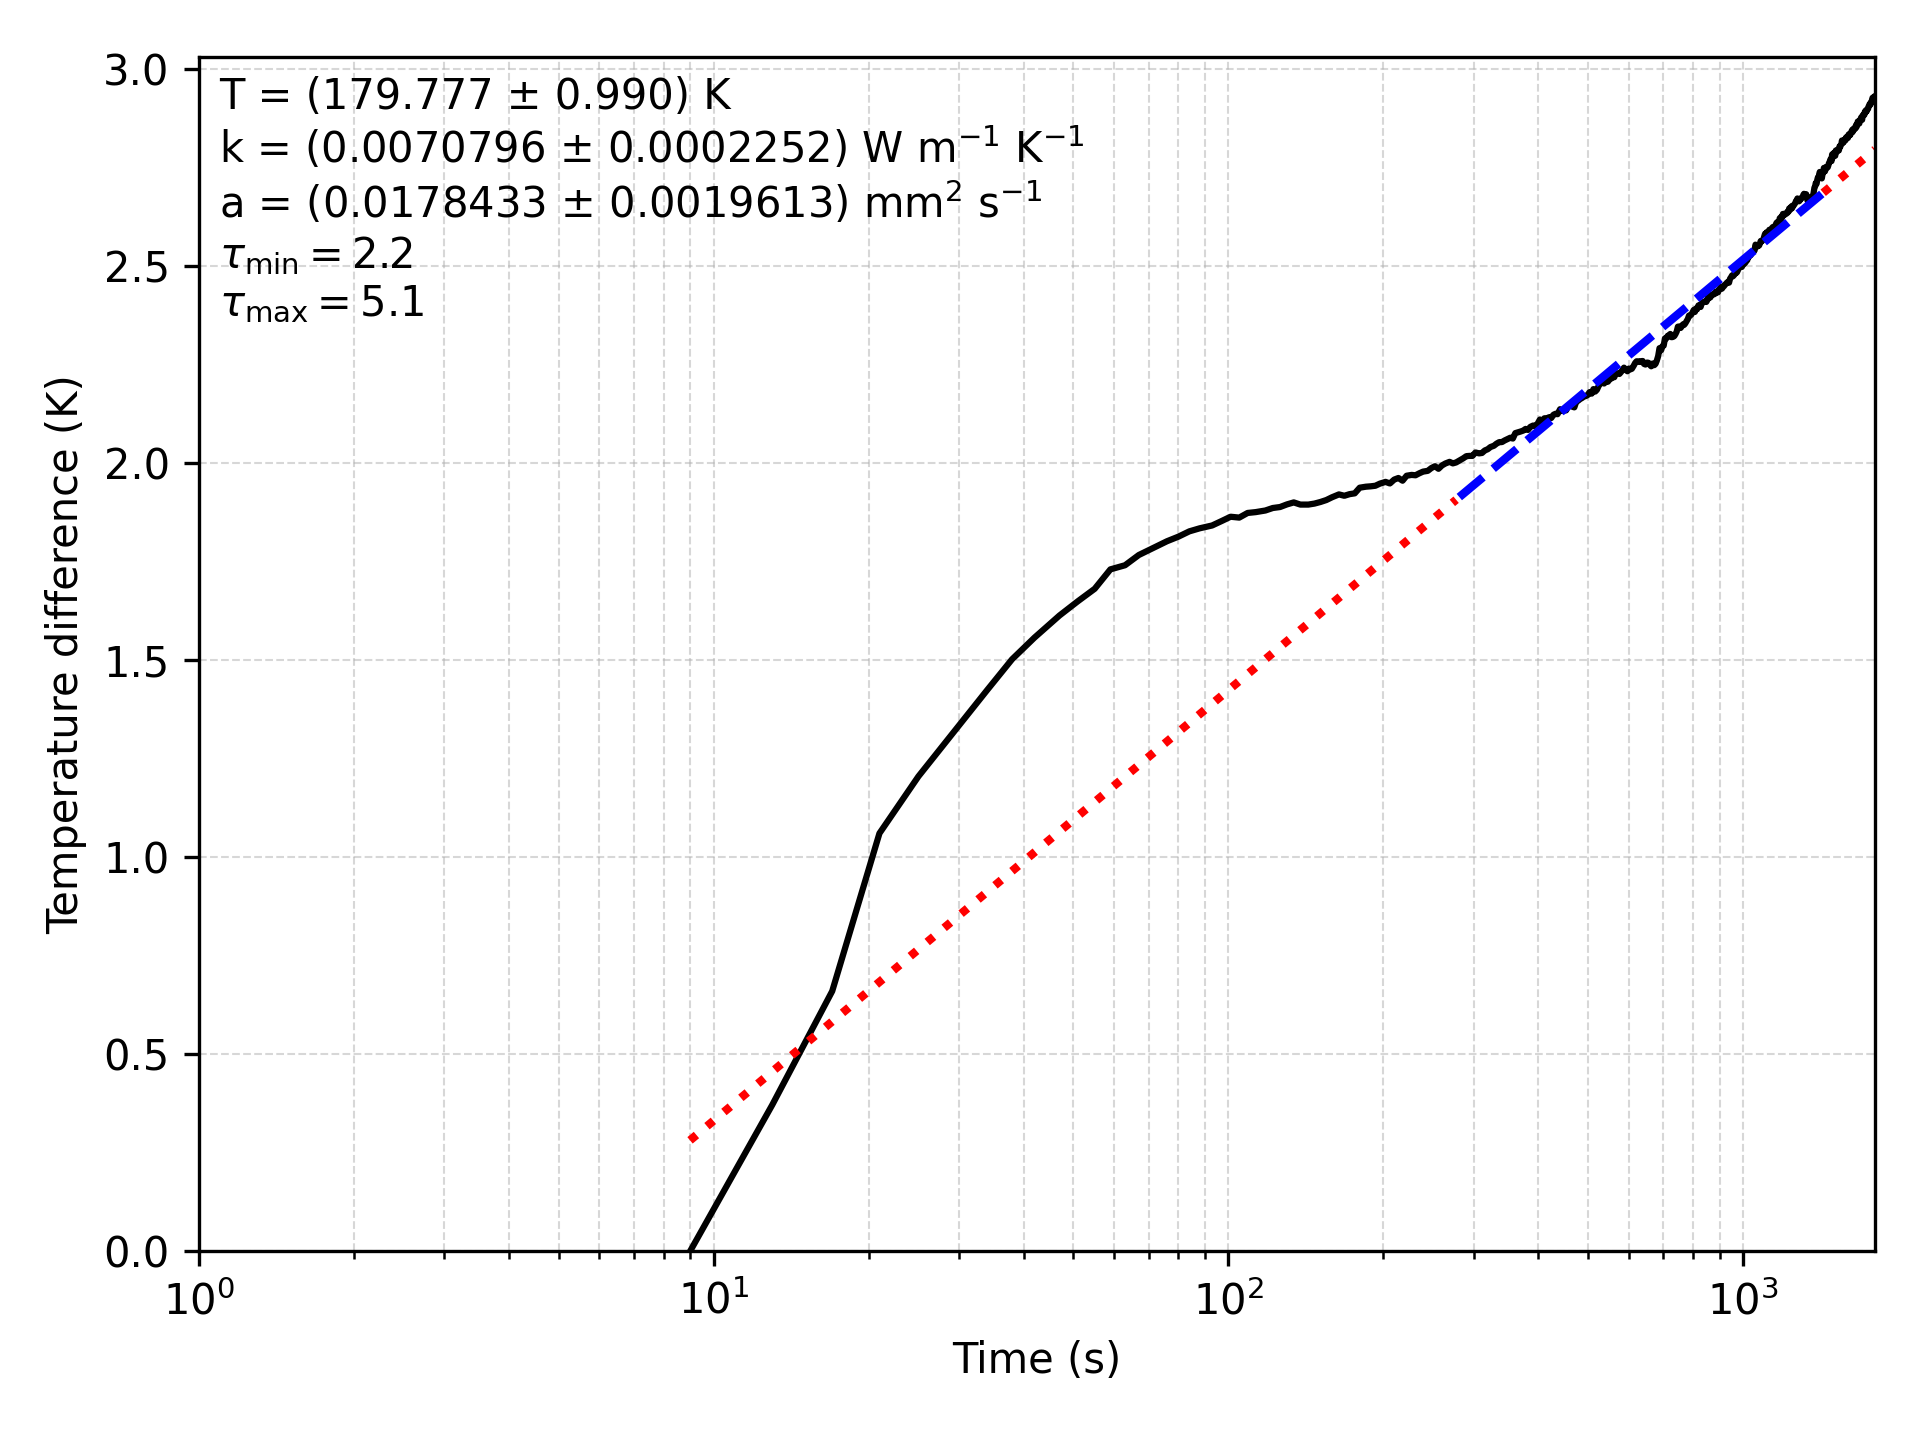 T = (179.777 ± 0.990) K
k = (0.0070796 ± 0.0002252) W m⁻¹ K⁻¹
a = (0.0178433 ± 0.0019613) mm² s⁻¹
τmin = 2.2
τmax = 5.1
Temperature difference (K)
3.0
2.5
2.0
1.5
1.0
0.5
0.0
10⁰ 10¹ 10² 10³
Time (s)